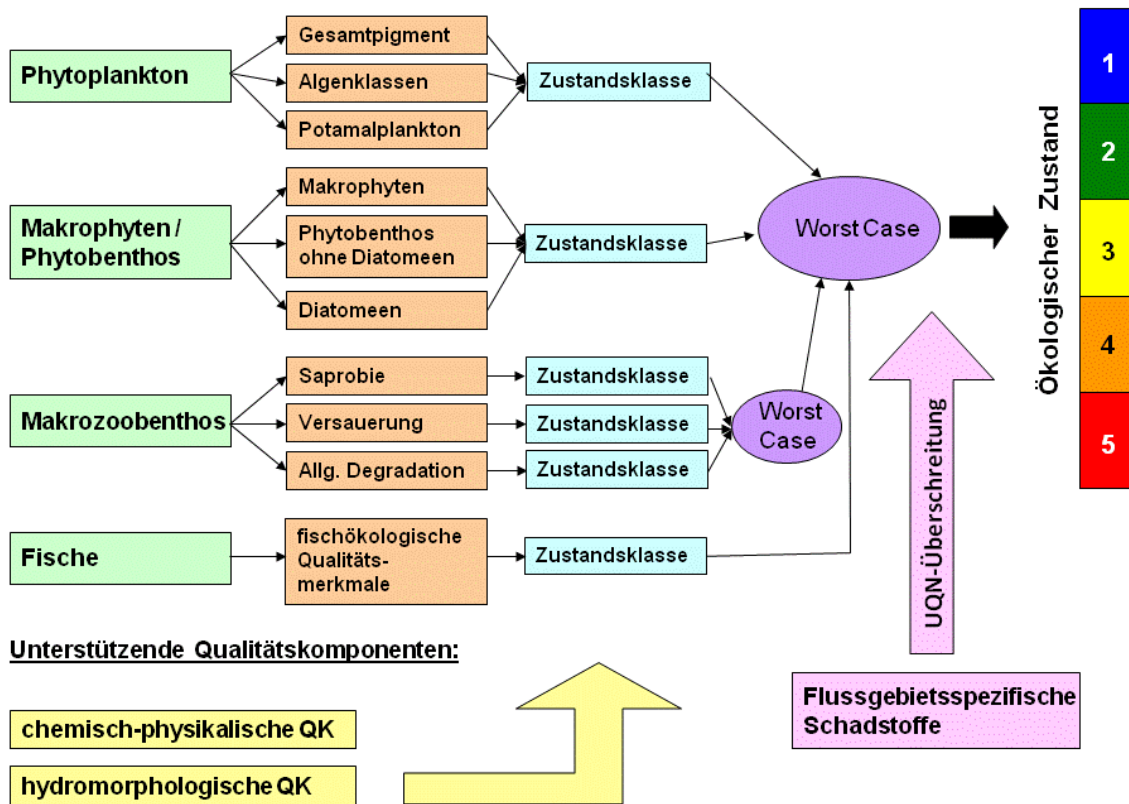 Phytoplankton
Gesamtpigment
Algenklassen
Potamalplankton
Zustandsklasse
Makrophyten /
Phytobenthos
Makrophyten
Phytobenthos
ohne Diatomeen
Diatomeen
Zustandsklasse
Makrozoobenthos
Saprobie
Versauerung
Allg. Degradation
Zustandsklasse
Zustandsklasse
Zustandsklasse
Worst
Case
Fische
fischökologische
Qualitäts-
merkmale
Zustandsklasse
Worst Case
Ökologischer Zustand
1
2
3
4
5
UQN-Überschreitung
Flussgebietsspezifische
Schadstoffe
Unterstützende Qualitätskomponenten:
chemisch-physikalische QK
hydromorphologische QK